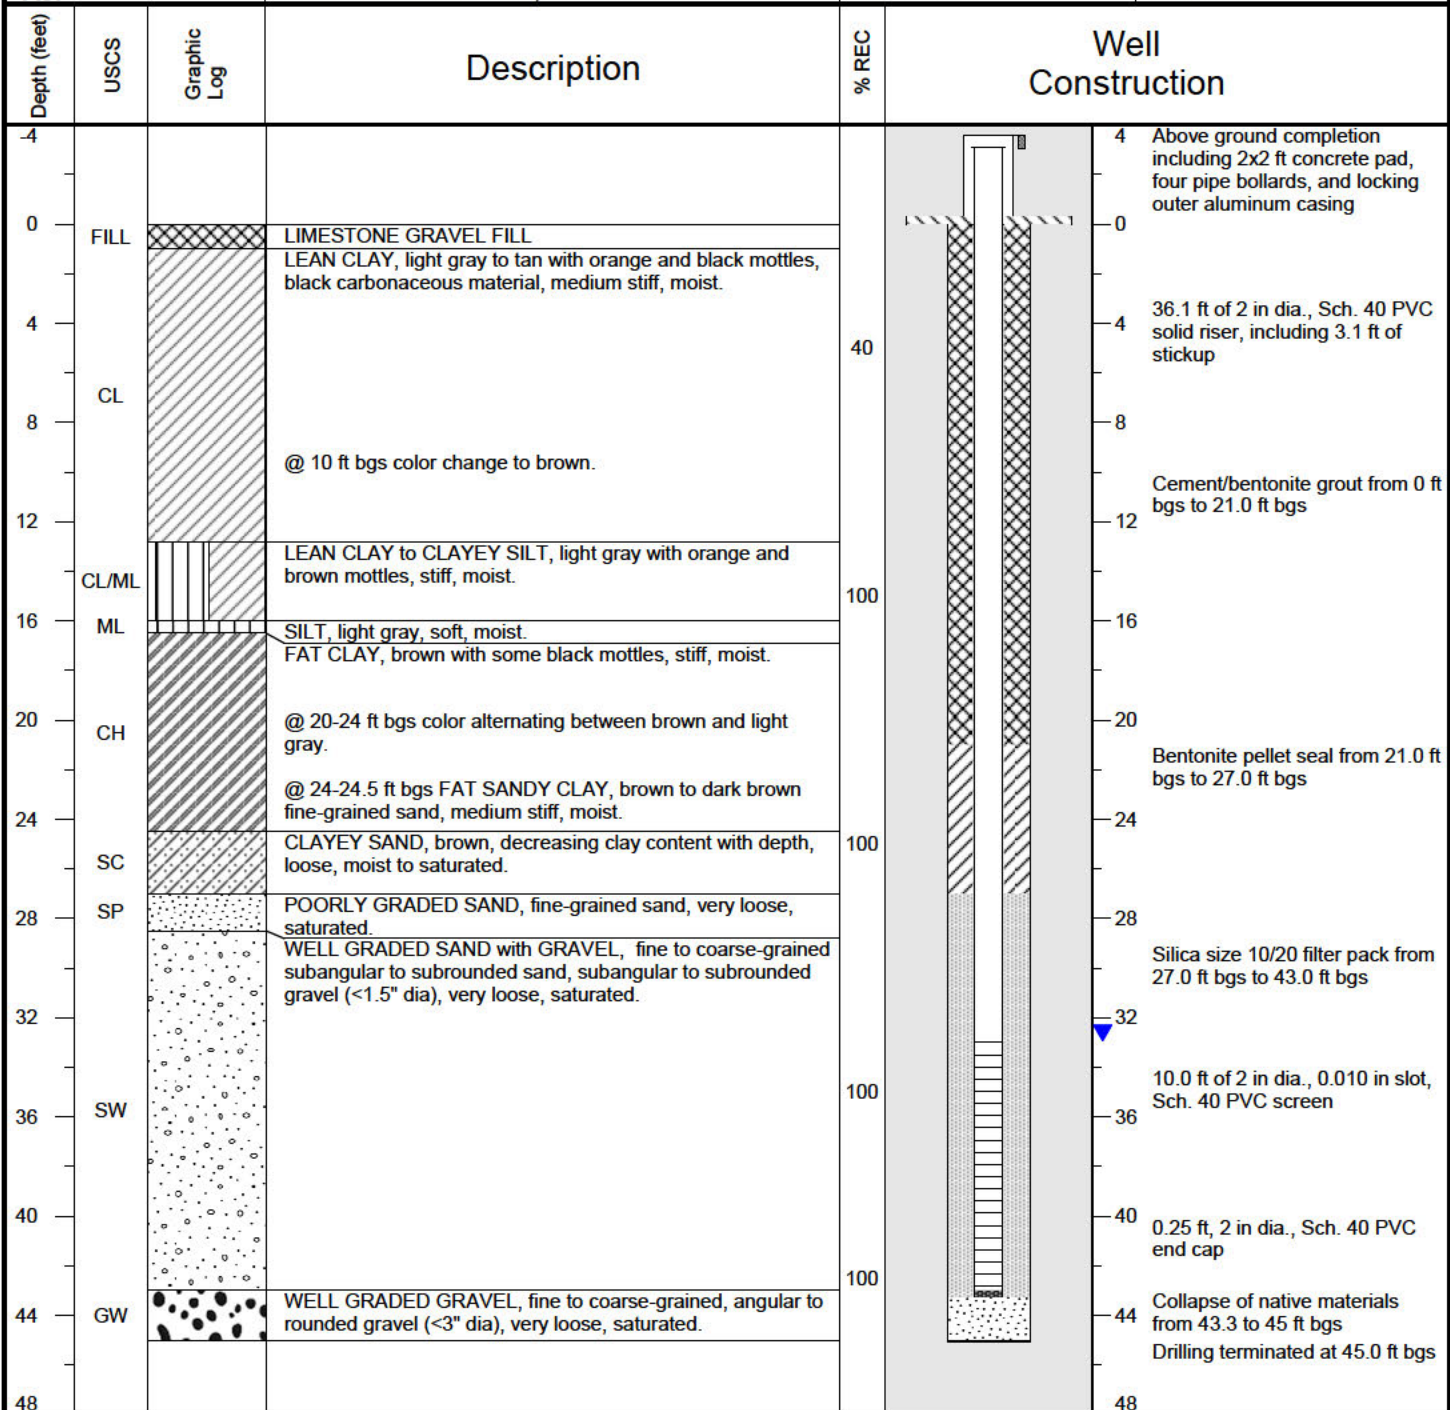 Depth (feet)
USCS
Graphic
Log
Description
% REC
Well
Construction
-4
0
4
8
12
16
20
24
28
32
36
40
44
48
FILL
CL
CL/ML
ML
CH
SC
SP
SW
GW
LIMESTONE GRAVEL FILL
LEAN CLAY, light gray to tan with orange and black mottles,
black carbonaceous material, medium stiff, moist.
@ 10 ft bgs color change to brown.
LEAN CLAY to CLAYEY SILT, light gray with orange and
brown mottles, stiff, moist.
SILT, light gray, soft, moist.
FAT CLAY, brown with some black mottles, stiff, moist.
@ 20-24 ft bgs color alternating between brown and light
gray.
@ 24-24.5 ft bgs FAT SANDY CLAY, brown to dark brown
fine-grained sand, medium stiff, moist.
CLAYEY SAND, brown, decreasing clay content with depth,
loose, moist to saturated.
POORLY GRADED SAND, fine-grained sand, very loose,
saturated.
WELL GRADED SAND with GRAVEL, fine to coarse-grained
subangular to subrounded sand, subangular to subrounded
gravel (<1.5" dia), very loose, saturated.
WELL GRADED GRAVEL, fine to coarse-grained, angular to
rounded gravel (<3" dia), very loose, saturated.
40
100
100
100
100
4
0
4
8
12
16
20
24
28
32
36
40
44
48
Above ground completion
including 2x2 ft concrete pad,
four pipe bollards, and locking
outer aluminum casing
36.1 ft of 2 in dia., Sch. 40 PVC
solid riser, including 3.1 ft of
stickup
Cement/bentonite grout from 0 ft
bgs to 21.0 ft bgs
Bentonite pellet seal from 21.0 ft
bgs to 27.0 ft bgs
Silica size 10/20 filter pack from
27.0 ft bgs to 43.0 ft bgs
10.0 ft of 2 in dia., 0.010 in slot,
Sch. 40 PVC screen
0.25 ft, 2 in dia., Sch. 40 PVC
end cap
Collapse of native materials
from 43.3 to 45 ft bgs
Drilling terminated at 45.0 ft bgs